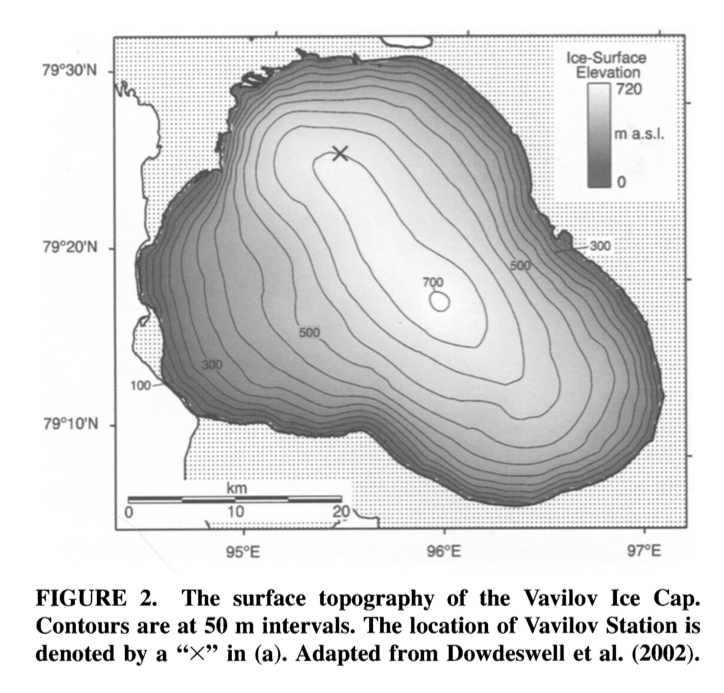 Ice-Surface
Elevation
720
m a.s.l.
0
79°30'N
79°20'N
79°10'N
300
500
700
500
300
100
km
0 10 20
95°E 96°E 97°E
FIGURE 2. The surface topography of the Vavilov Ice Cap.
Contours are at 50 m intervals. The location of Vavilov Station is
denoted by a “×” in (a). Adapted from Dowdeswell et al. (2002).